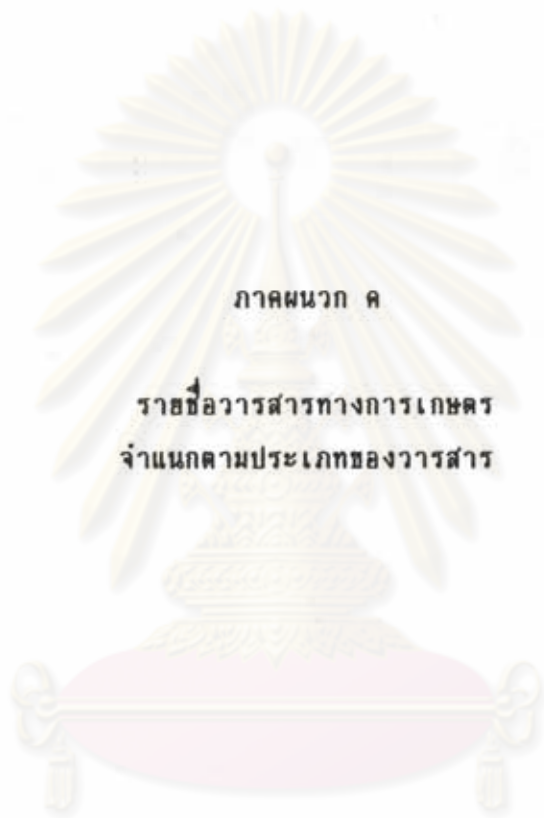 ภาคผนวก ค
รายชื่อวารสารทางการเกษตร
จำแนกตามประเภทของวารสาร